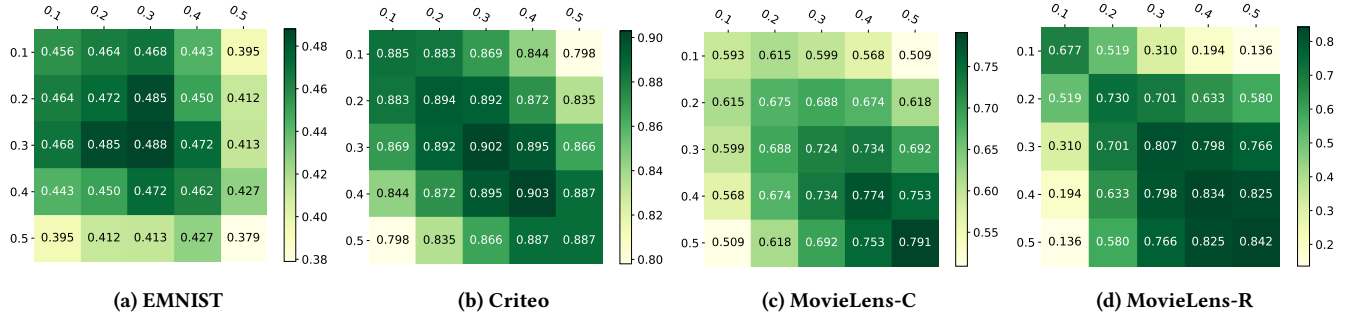 0.1 0.2 0.3 0.4 0.5
0.1 0.456 0.464 0.468 0.443 0.395
0.2 0.464 0.472 0.485 0.450 0.412
0.3 0.468 0.485 0.488 0.472 0.413
0.4 0.443 0.450 0.472 0.462 0.427
0.5 0.395 0.412 0.413 0.427 0.379
0.48
0.46
0.44
0.42
0.40
0.38
(a) EMNIST
0.1 0.2 0.3 0.4 0.5
0.1 0.885 0.883 0.869 0.844 0.798
0.2 0.883 0.894 0.892 0.872 0.835
0.3 0.869 0.892 0.902 0.895 0.866
0.4 0.844 0.872 0.895 0.903 0.887
0.5 0.798 0.835 0.866 0.887 0.887
0.90
0.88
0.86
0.84
0.82
0.80
(b) Criteo
0.1 0.2 0.3 0.4 0.5
0.1 0.593 0.615 0.599 0.568 0.509
0.2 0.615 0.675 0.688 0.674 0.618
0.3 0.599 0.688 0.724 0.734 0.692
0.4 0.568 0.674 0.734 0.774 0.753
0.5 0.509 0.618 0.692 0.753 0.791
0.75
0.70
0.65
0.60
0.55
(c) MovieLens-C
0.1 0.2 0.3 0.4 0.5
0.1 0.677 0.519 0.310 0.194 0.136
0.2 0.519 0.730 0.701 0.633 0.580
0.3 0.310 0.701 0.807 0.798 0.766
0.4 0.194 0.633 0.798 0.834 0.825
0.5 0.136 0.580 0.766 0.825 0.842
0.8
0.7
0.6
0.5
0.4
0.3
0.2
(d) MovieLens-R